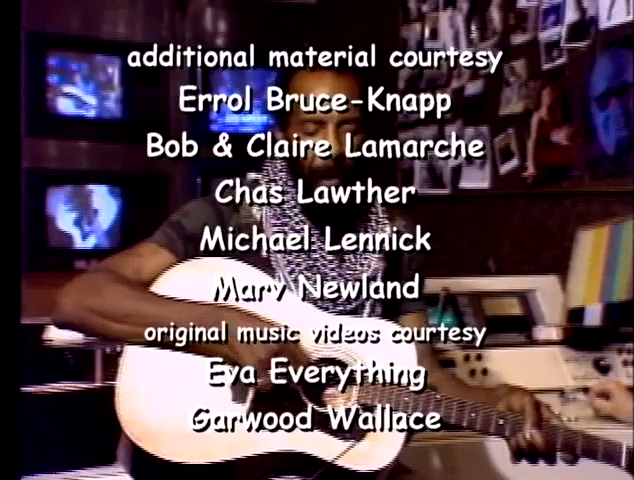 additional material courtesy
Errol Bruce-Knapp
Bob & Claire Lamarche
Chas Lawther
Michael Lennick
Marv Newland
original music videos courtesy
Eva Everything
Garwood Wallace